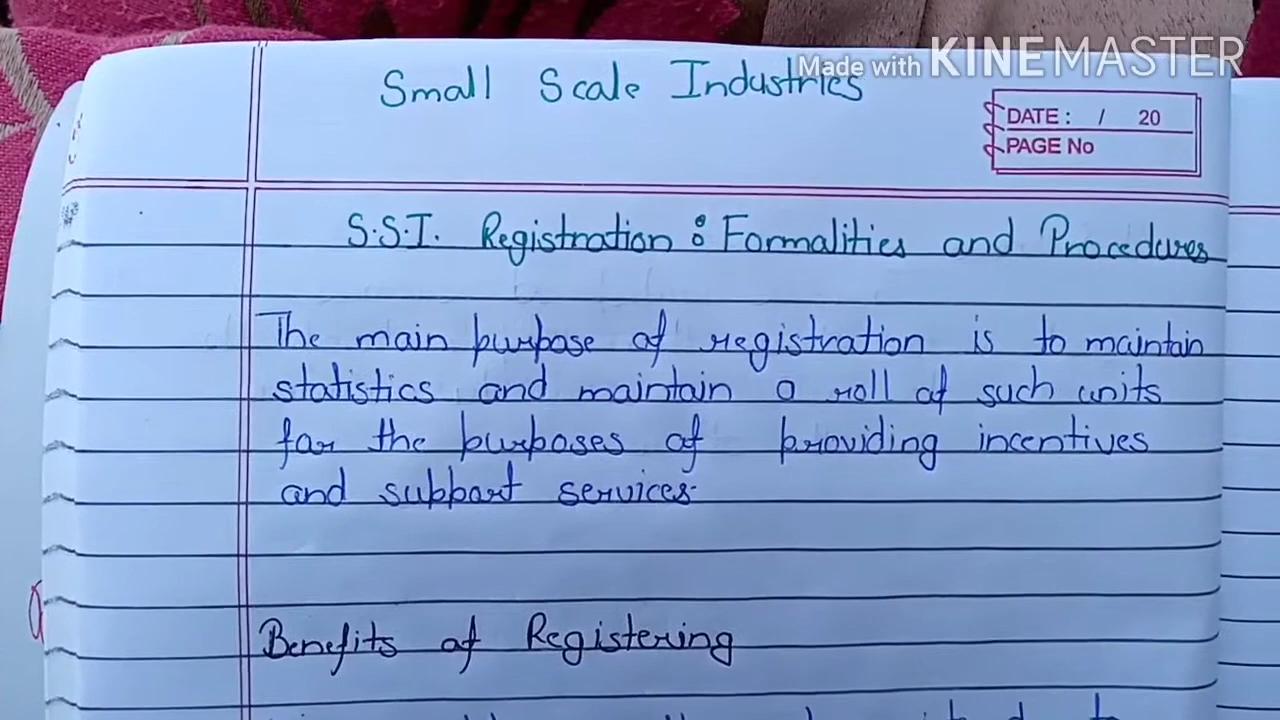 Made with KINEMASTER
Small Scale Industries
DATE : / 20
PAGE No
S.S.I. Registration : Formalities and Procedures
The main purpose of registration is to maintain
statistics and maintain a roll of such units
for the purposes of providing incentives
and support services.
Benefits of Registering